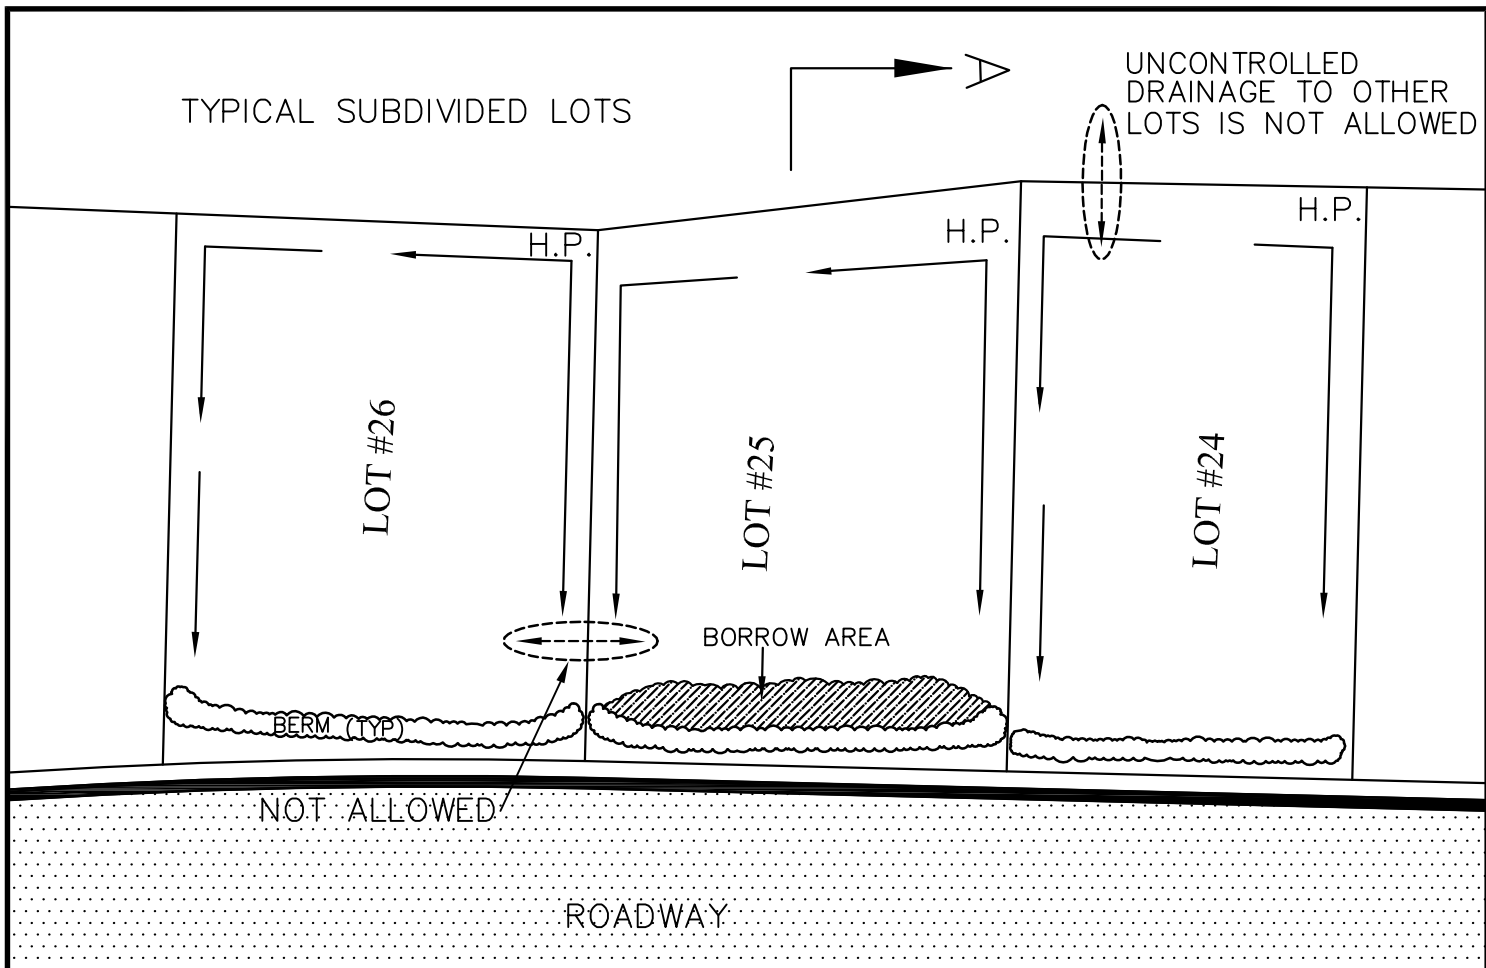 TYPICAL SUBDIVIDED LOTS
A
UNCONTROLLED
DRAINAGE TO OTHER
LOTS IS NOT ALLOWED
H.P.
H.P.
H.P.
LOT #26
LOT #25
LOT #24
BORROW AREA
BERM (TYP)
NOT ALLOWED
ROADWAY